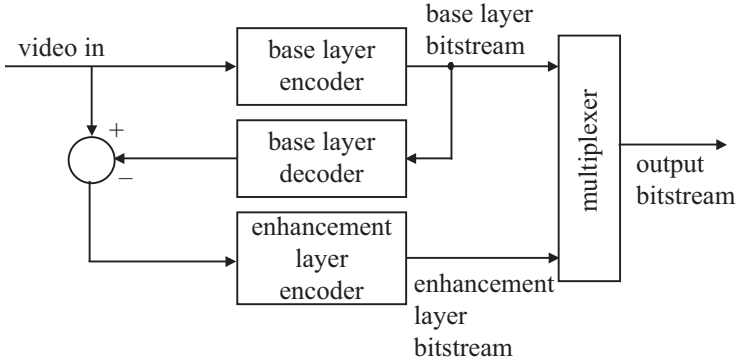 video in
base layer
encoder
base layer
bitstream
+
−
base layer
decoder
multiplexer
output
bitstream
enhancement
layer
encoder
enhancement
layer
bitstream